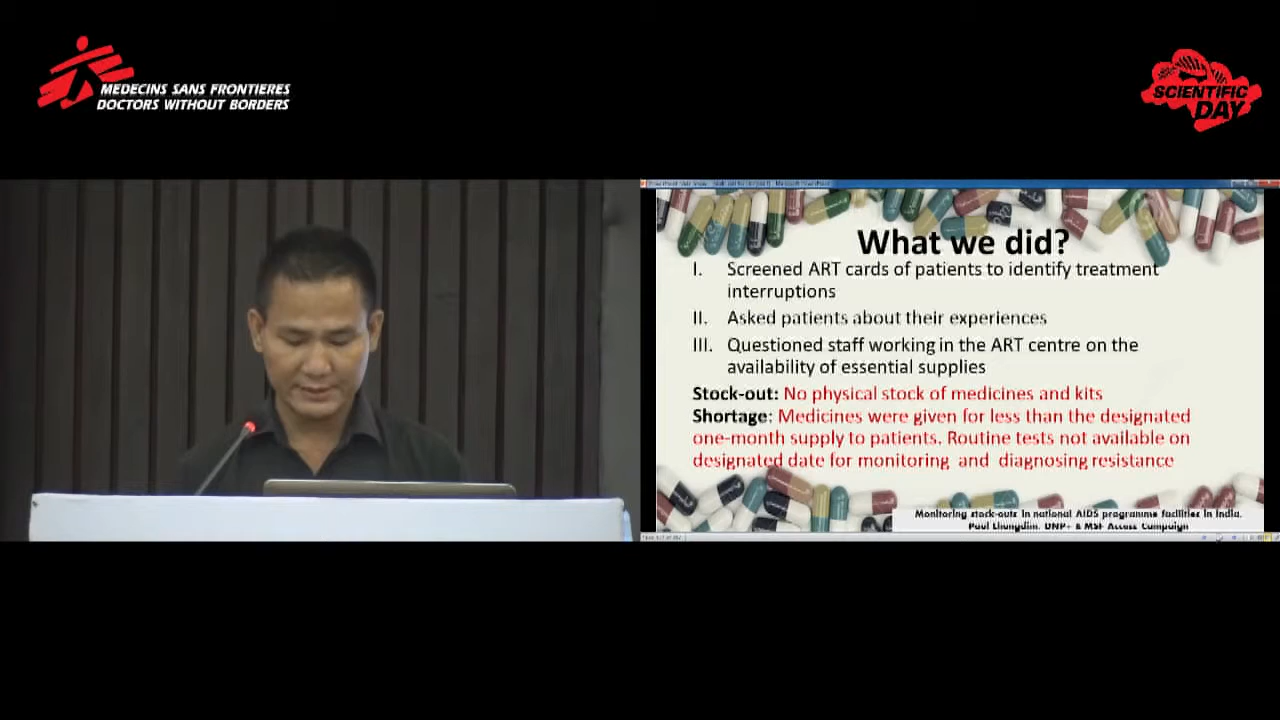 MEDECINS SANS FRONTIERES
DOCTORS WITHOUT BORDERS
SCIENTIFIC
DAY
What we did?
I. Screened ART cards of patients to identify treatment
interruptions
II. Asked patients about their experiences
III. Questioned staff working in the ART centre on the
availability of essential supplies
Stock-out: No physical stock of medicines and kits
Shortage: Medicines were given for less than the designated
one-month supply to patients. Routine tests not available on
designated date for monitoring and diagnosing resistance
Monitoring stock-outs in national AIDS programme facilities in India.
Paul Lhungdim, DNP+ & MSF Access Campaign